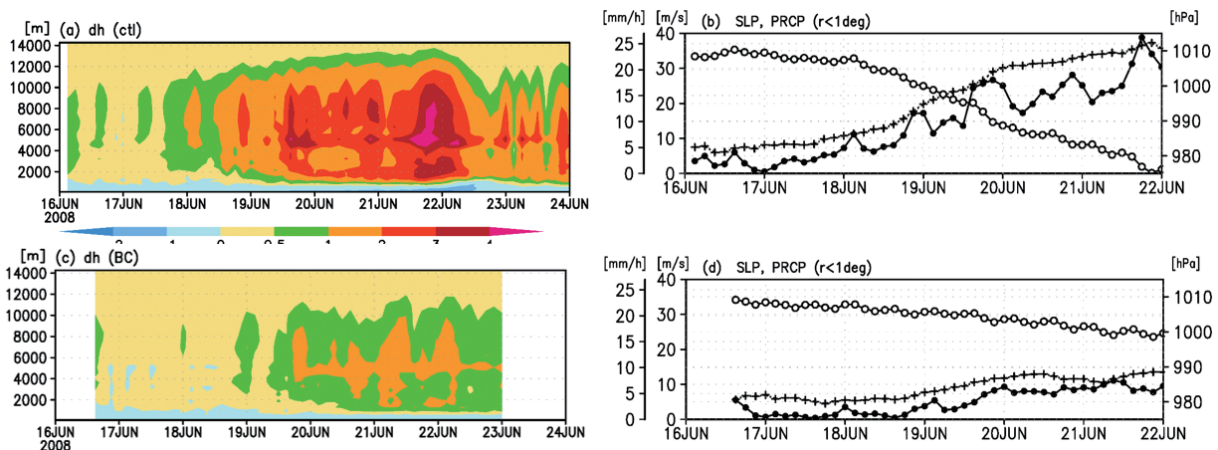 [m] (a) dh (ctl)
14000
12000
10000
8000
6000
4000
2000
16JUN 17JUN 18JUN 19JUN 20JUN 21JUN 22JUN 23JUN 24JUN
2008
[mm/h] [m/s] (b) SLP, PRCP (r<1deg) [hPa]
25 40 1010
20 30 1000
15 20 990
10 10 980
5
0 0
16JUN 17JUN 18JUN 19JUN 20JUN 21JUN 22JUN
-2 -1 0 0.5 1 2 3 4
[m] (c) dh (BC)
14000
12000
10000
8000
6000
4000
2000
16JUN 17JUN 18JUN 19JUN 20JUN 21JUN 22JUN 23JUN 24JUN
2008
[mm/h] [m/s] (d) SLP, PRCP (r<1deg) [hPa]
25 40 1010
20 30 1000
15 20 990
10 10 980
5
0 0
16JUN 17JUN 18JUN 19JUN 20JUN 21JUN 22JUN